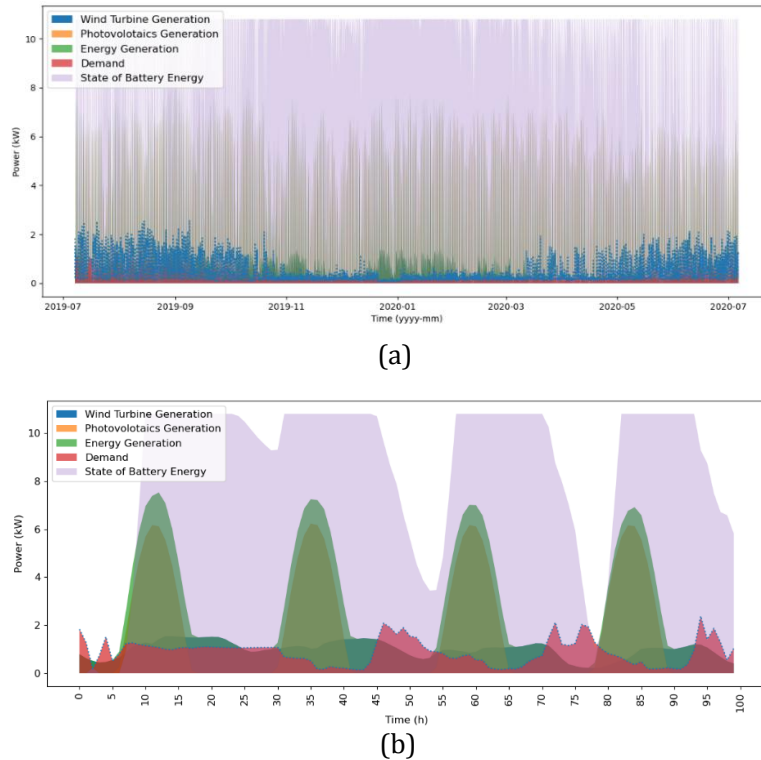 Wind Turbine Generation
Photovolotaics Generation
Energy Generation
Demand
State of Battery Energy
Power (kW)
10
8
6
4
2
0
2019-07 2019-09 2019-11 2020-01 2020-03 2020-05 2020-07
Time (yyyy-mm)
(a)
Wind Turbine Generation
Photovolotaics Generation
Energy Generation
Demand
State of Battery Energy
Power (kW)
10
8
6
4
2
0
0 5 10 15 20 25 30 35 40 45 50 55 60 65 70 75 80 85 90 95 100
Time (h)
(b)